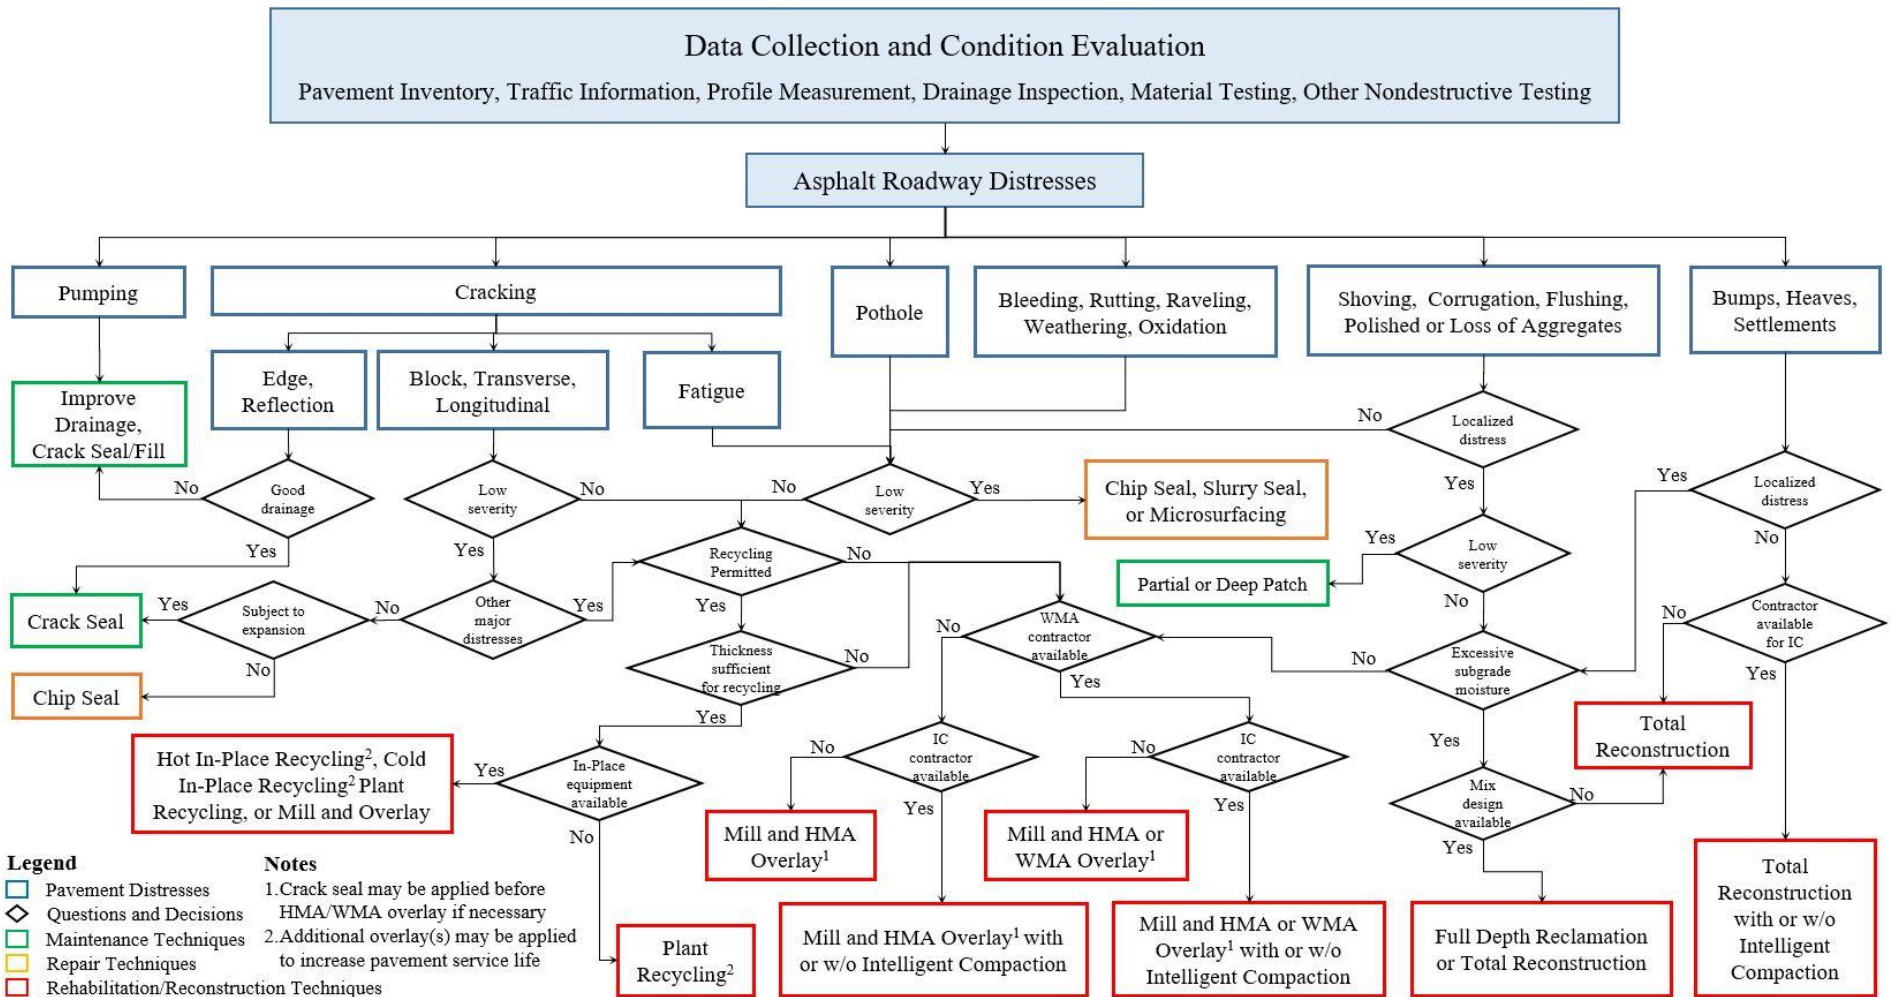 Data Collection and Condition Evaluation
Pavement Inventory, Traffic Information, Profile Measurement, Drainage Inspection, Material Testing, Other Nondestructive Testing
Asphalt Roadway Distresses
Pumping
Cracking
Pothole
Bleeding, Rutting, Raveling,
Weathering, Oxidation
Shoving, Corrugation, Flushing,
Polished or Loss of Aggregates
Bumps, Heaves,
Settlements
Improve
Drainage,
Crack Seal/Fill
Edge,
Reflection
Block, Transverse,
Longitudinal
Fatigue
No
Localized
distress
Yes
No
Good
drainage
Yes
Low
severity
No
Yes
No
Low
severity
Yes
Chip Seal, Slurry Seal,
or Microsurfacing
Yes
Low
severity
No
Partial or Deep Patch
Yes
Localized
distress
No
Crack Seal
Yes
Subject to
expansion
No
No
Other
major
distresses
Yes
Recycling
Permitted
No
Yes
Thickness
sufficient
for recycling
No
Yes
No
WMA
contractor
available
Yes
No
Excessive
subgrade
moisture
Yes
No
Contractor
available
for IC
Yes
Chip Seal
Total
Reconstruction
Hot In-Place Recycling², Cold
In-Place Recycling² Plant
Recycling, or Mill and Overlay
Yes
In-Place
equipment
available
No
No
IC
contractor
available
Yes
No
IC
contractor
available
Yes
Mix
design
available
No
Yes
Mill and HMA
Overlay¹
Mill and HMA or
WMA Overlay¹
Plant
Recycling²
Mill and HMA Overlay¹ with
or w/o Intelligent Compaction
Mill and HMA or WMA
Overlay¹ with or w/o
Intelligent Compaction
Full Depth Reclamation
or Total Reconstruction
Total
Reconstruction
with or w/o
Intelligent
Compaction
Legend
Pavement Distresses
Questions and Decisions
Maintenance Techniques
Repair Techniques
Rehabilitation/Reconstruction Techniques
Notes
1.Crack seal may be applied before
HMA/WMA overlay if necessary
2.Additional overlay(s) may be applied
to increase pavement service life